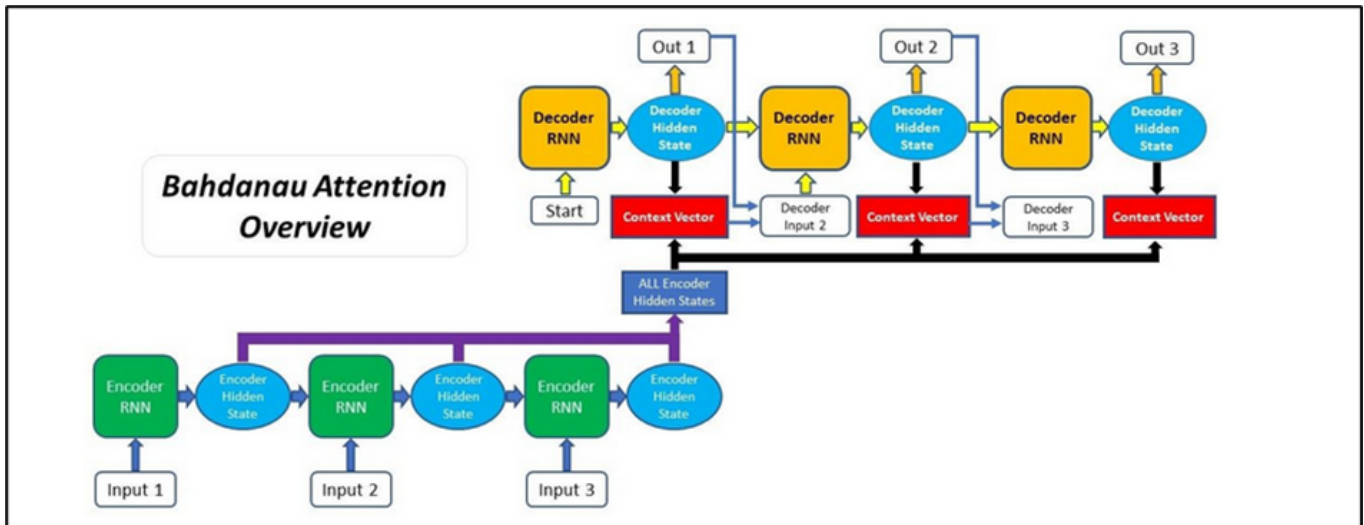 Out 1
Out 2
Out 3
Decoder
RNN
Decoder
Hidden
State
Decoder
RNN
Decoder
Hidden
State
Decoder
RNN
Decoder
Hidden
State
Bahdanau Attention
Overview
Start
Context Vector
Decoder
Input 2
Context Vector
Decoder
Input 3
Context Vector
ALL Encoder
Hidden States
Encoder
RNN
Encoder
Hidden
State
Encoder
RNN
Encoder
Hidden
State
Encoder
RNN
Encoder
Hidden
State
Input 1
Input 2
Input 3